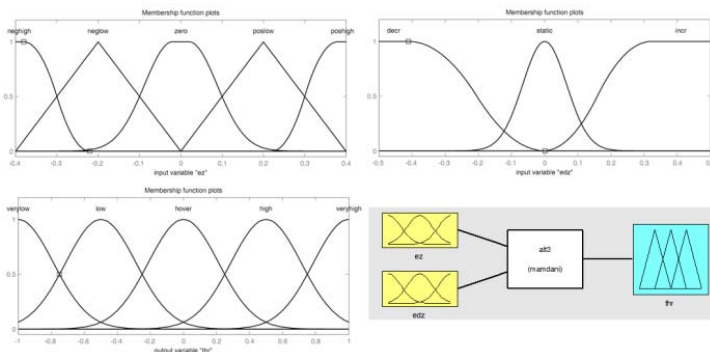 Membership function plots
neghigh neglow zero poslow poshigh
1
0.5
0
-0.4 -0.3 -0.2 -0.1 0 0.1 0.2 0.3 0.4
input variable "ez"
Membership function plots
decr static incr
1
0.5
0
-0.5 -0.4 -0.3 -0.2 -0.1 0 0.1 0.2 0.3 0.4 0.5
input variable "edz"
Membership function plots
verylow low hover high veryhigh
1
0.5
0
-1 -0.8 -0.6 -0.4 -0.2 0 0.2 0.4 0.6 0.8 1
output variable "thr"
ez
edz
alt3
(mamdani)
thr